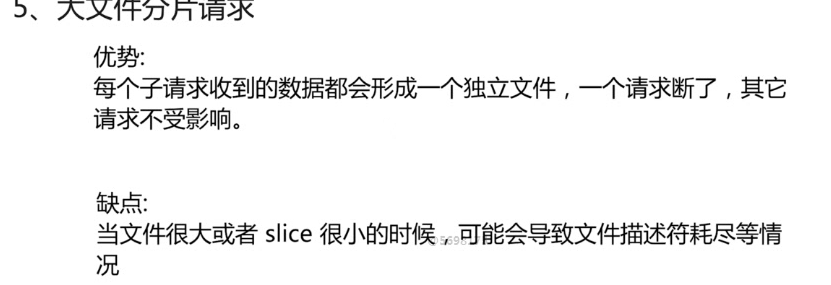 5、大文件分片请求
优势:
每个子请求收到的数据都会形成一个独立文件，一个请求断了，其它
请求不受影响。
缺点:
当文件很大或者 slice 很小的时候，可能会导致文件描述符耗尽等情
况